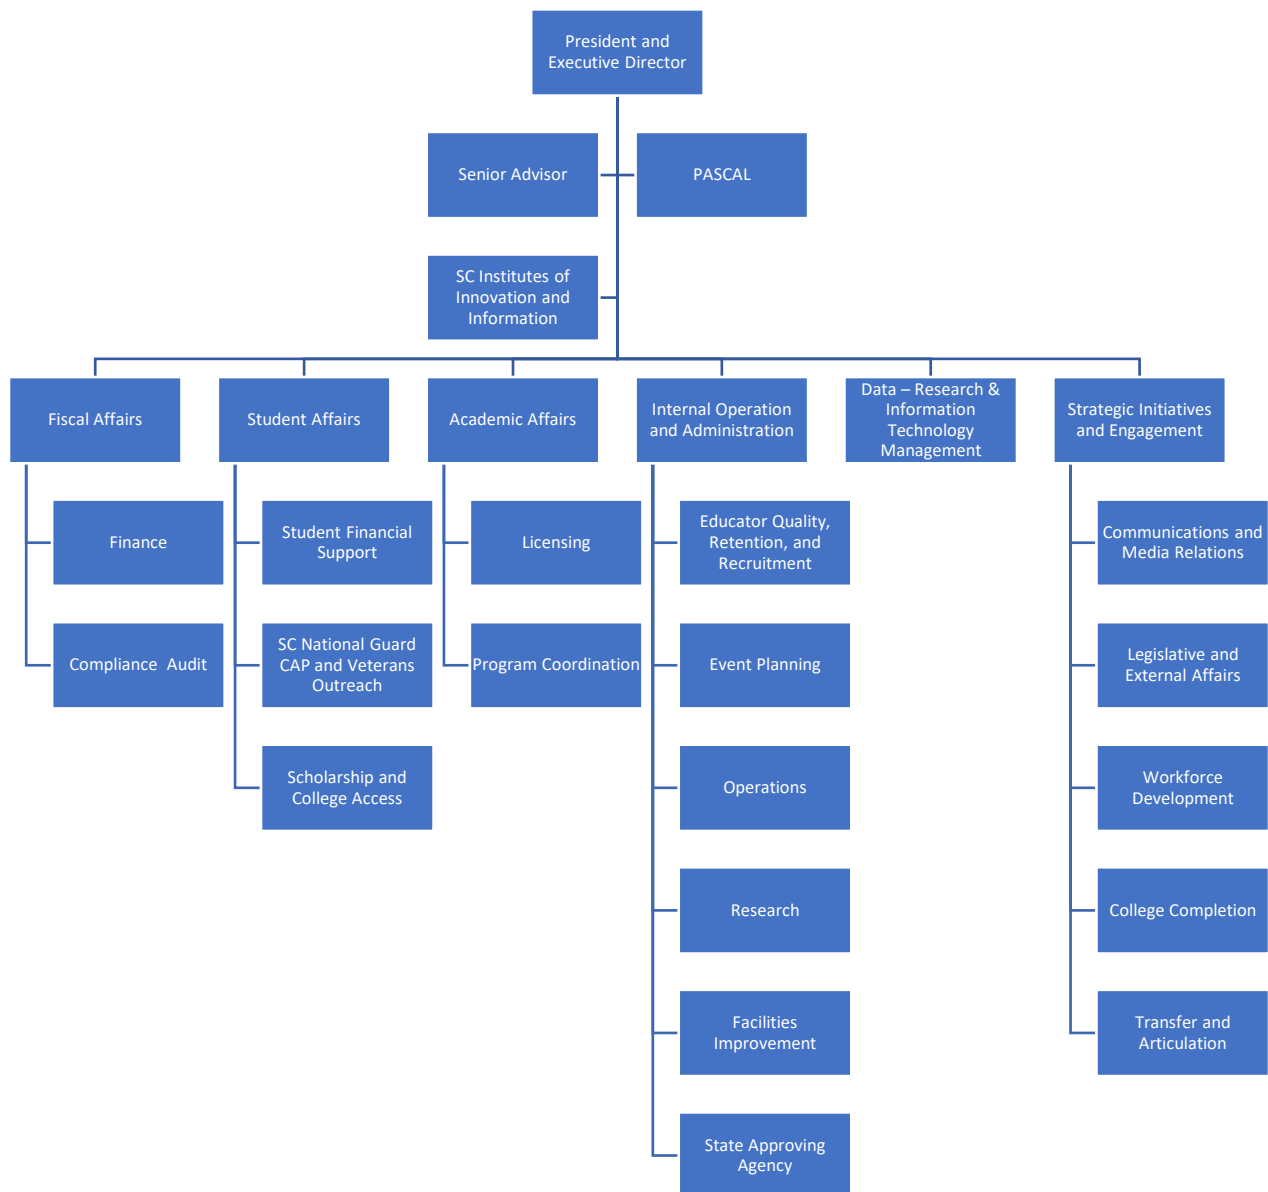 President and
Executive Director
Senior Advisor
PASCAL
SC Institutes of
Innovation and
Information
Fiscal Affairs
Student Affairs
Academic Affairs
Internal Operation
and Administration
Data – Research &
Information
Technology
Management
Strategic Initiatives
and Engagement
Finance
Student Financial
Support
Licensing
Educator Quality,
Retention, and
Recruitment
Communications and
Media Relations
Compliance  Audit
SC National Guard
CAP and Veterans
Outreach
Program Coordination
Event Planning
Legislative and
External Affairs
Scholarship and
College Access
Operations
Workforce
Development
Research
College Completion
Facilities
Improvement
Transfer and
Articulation
State Approving
Agency